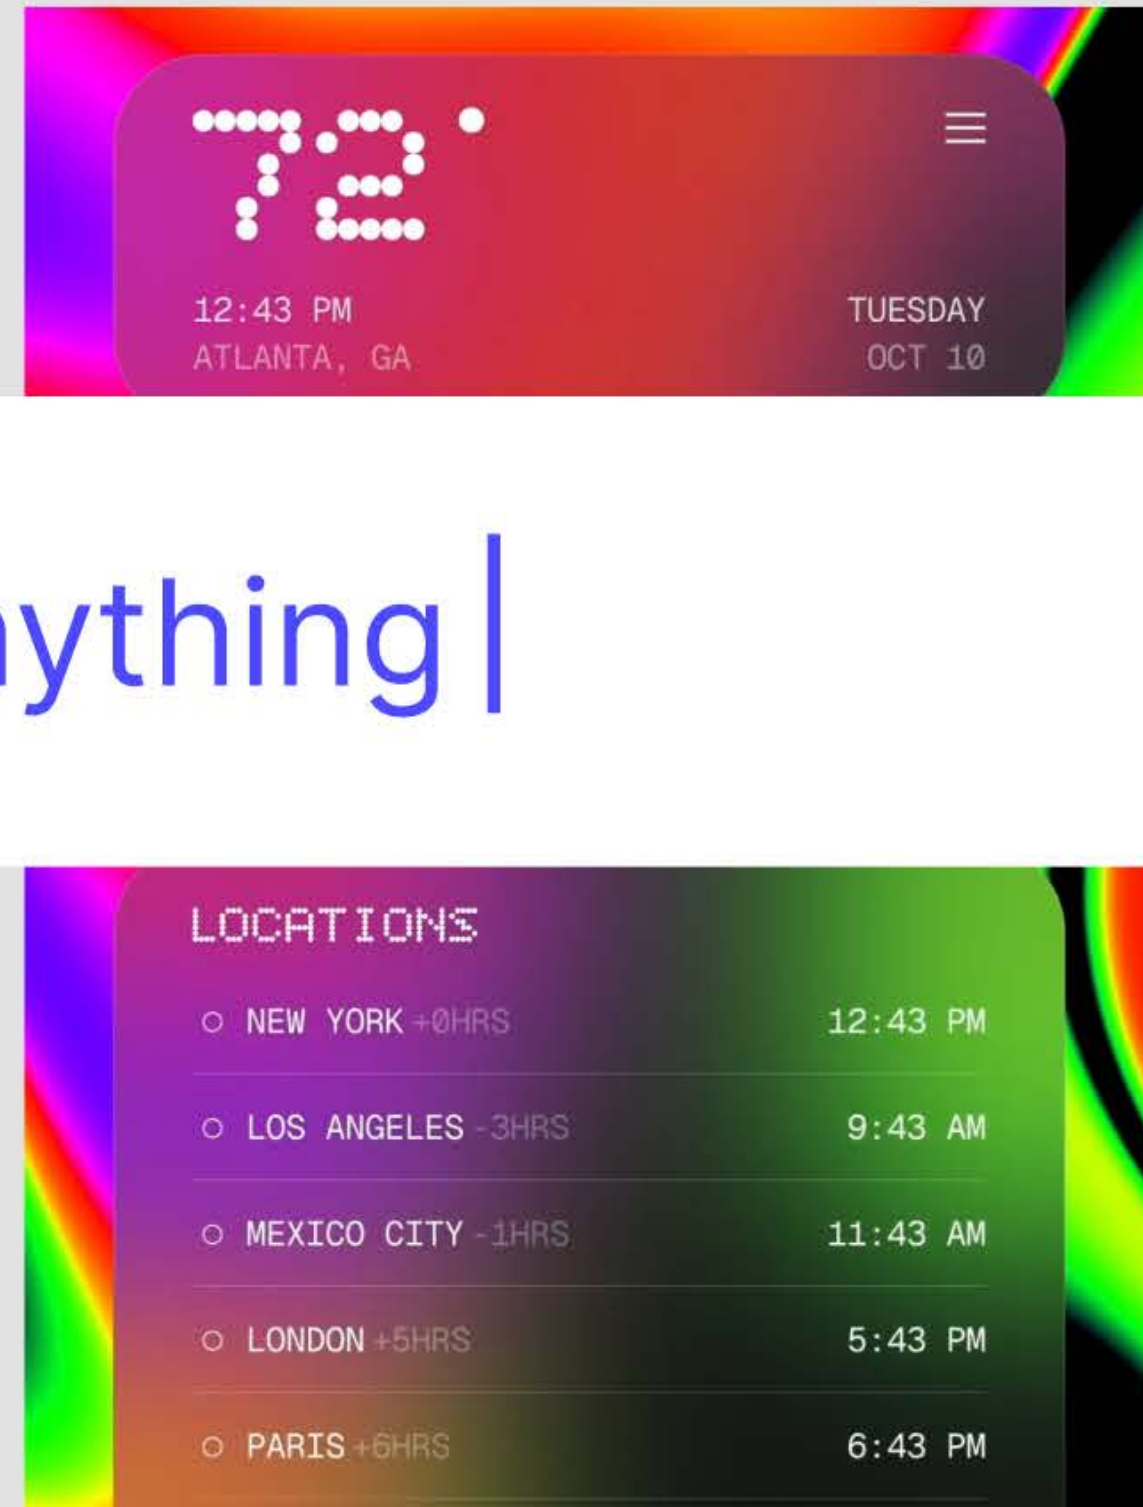 72°
12:43 PM TUESDAY
ATLANTA, GA OCT 10
ything
LOCATIONS
NEW YORK +0HRS 12:43 PM
LOS ANGELES -3HRS 9:43 AM
MEXICO CITY -1HRS 11:43 AM
LONDON +5HRS 5:43 PM
PARIS +6HRS 6:43 PM